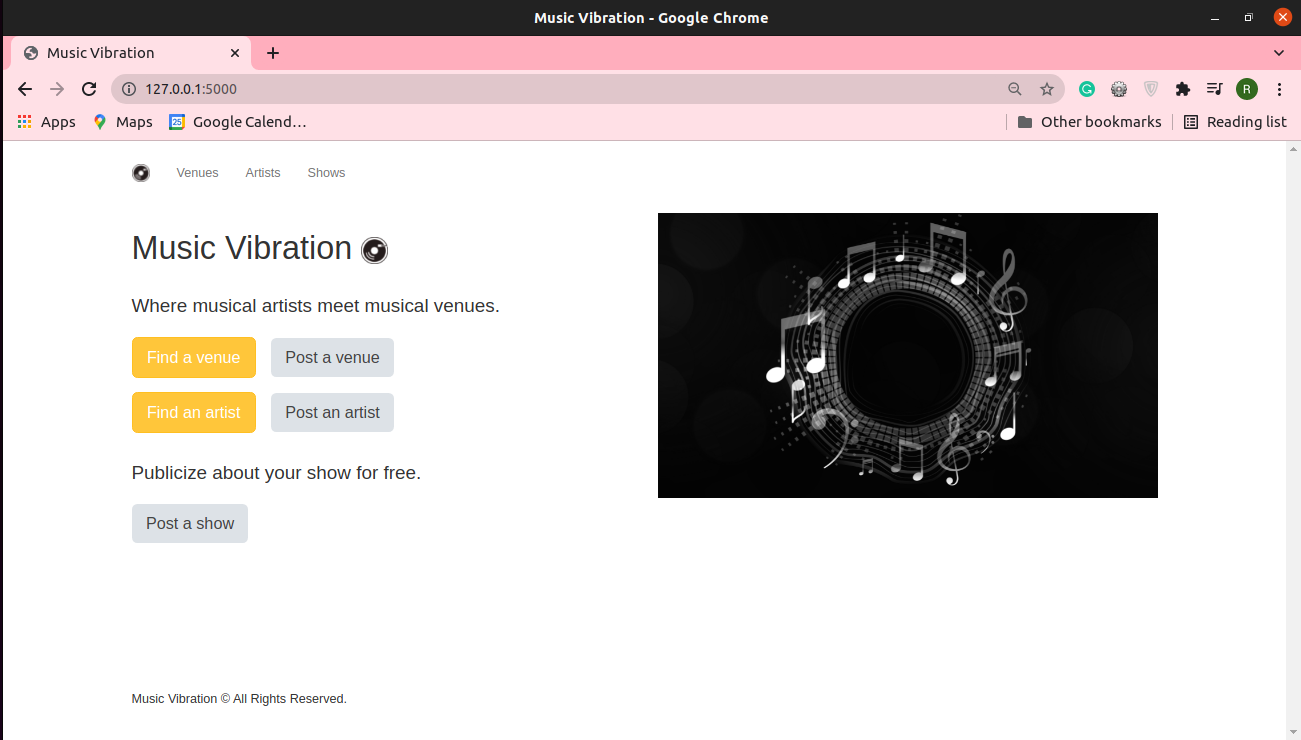 Music Vibration - Google Chrome
Music Vibration
127.0.0.1:5000
R
Apps
Maps
25
Google Calend...
Other bookmarks
Reading list
Venues
Artists
Shows
Music Vibration
Where musical artists meet musical venues.
Find a venue
Post a venue
Find an artist
Post an artist
Publicize about your show for free.
Post a show
Music Vibration © All Rights Reserved.